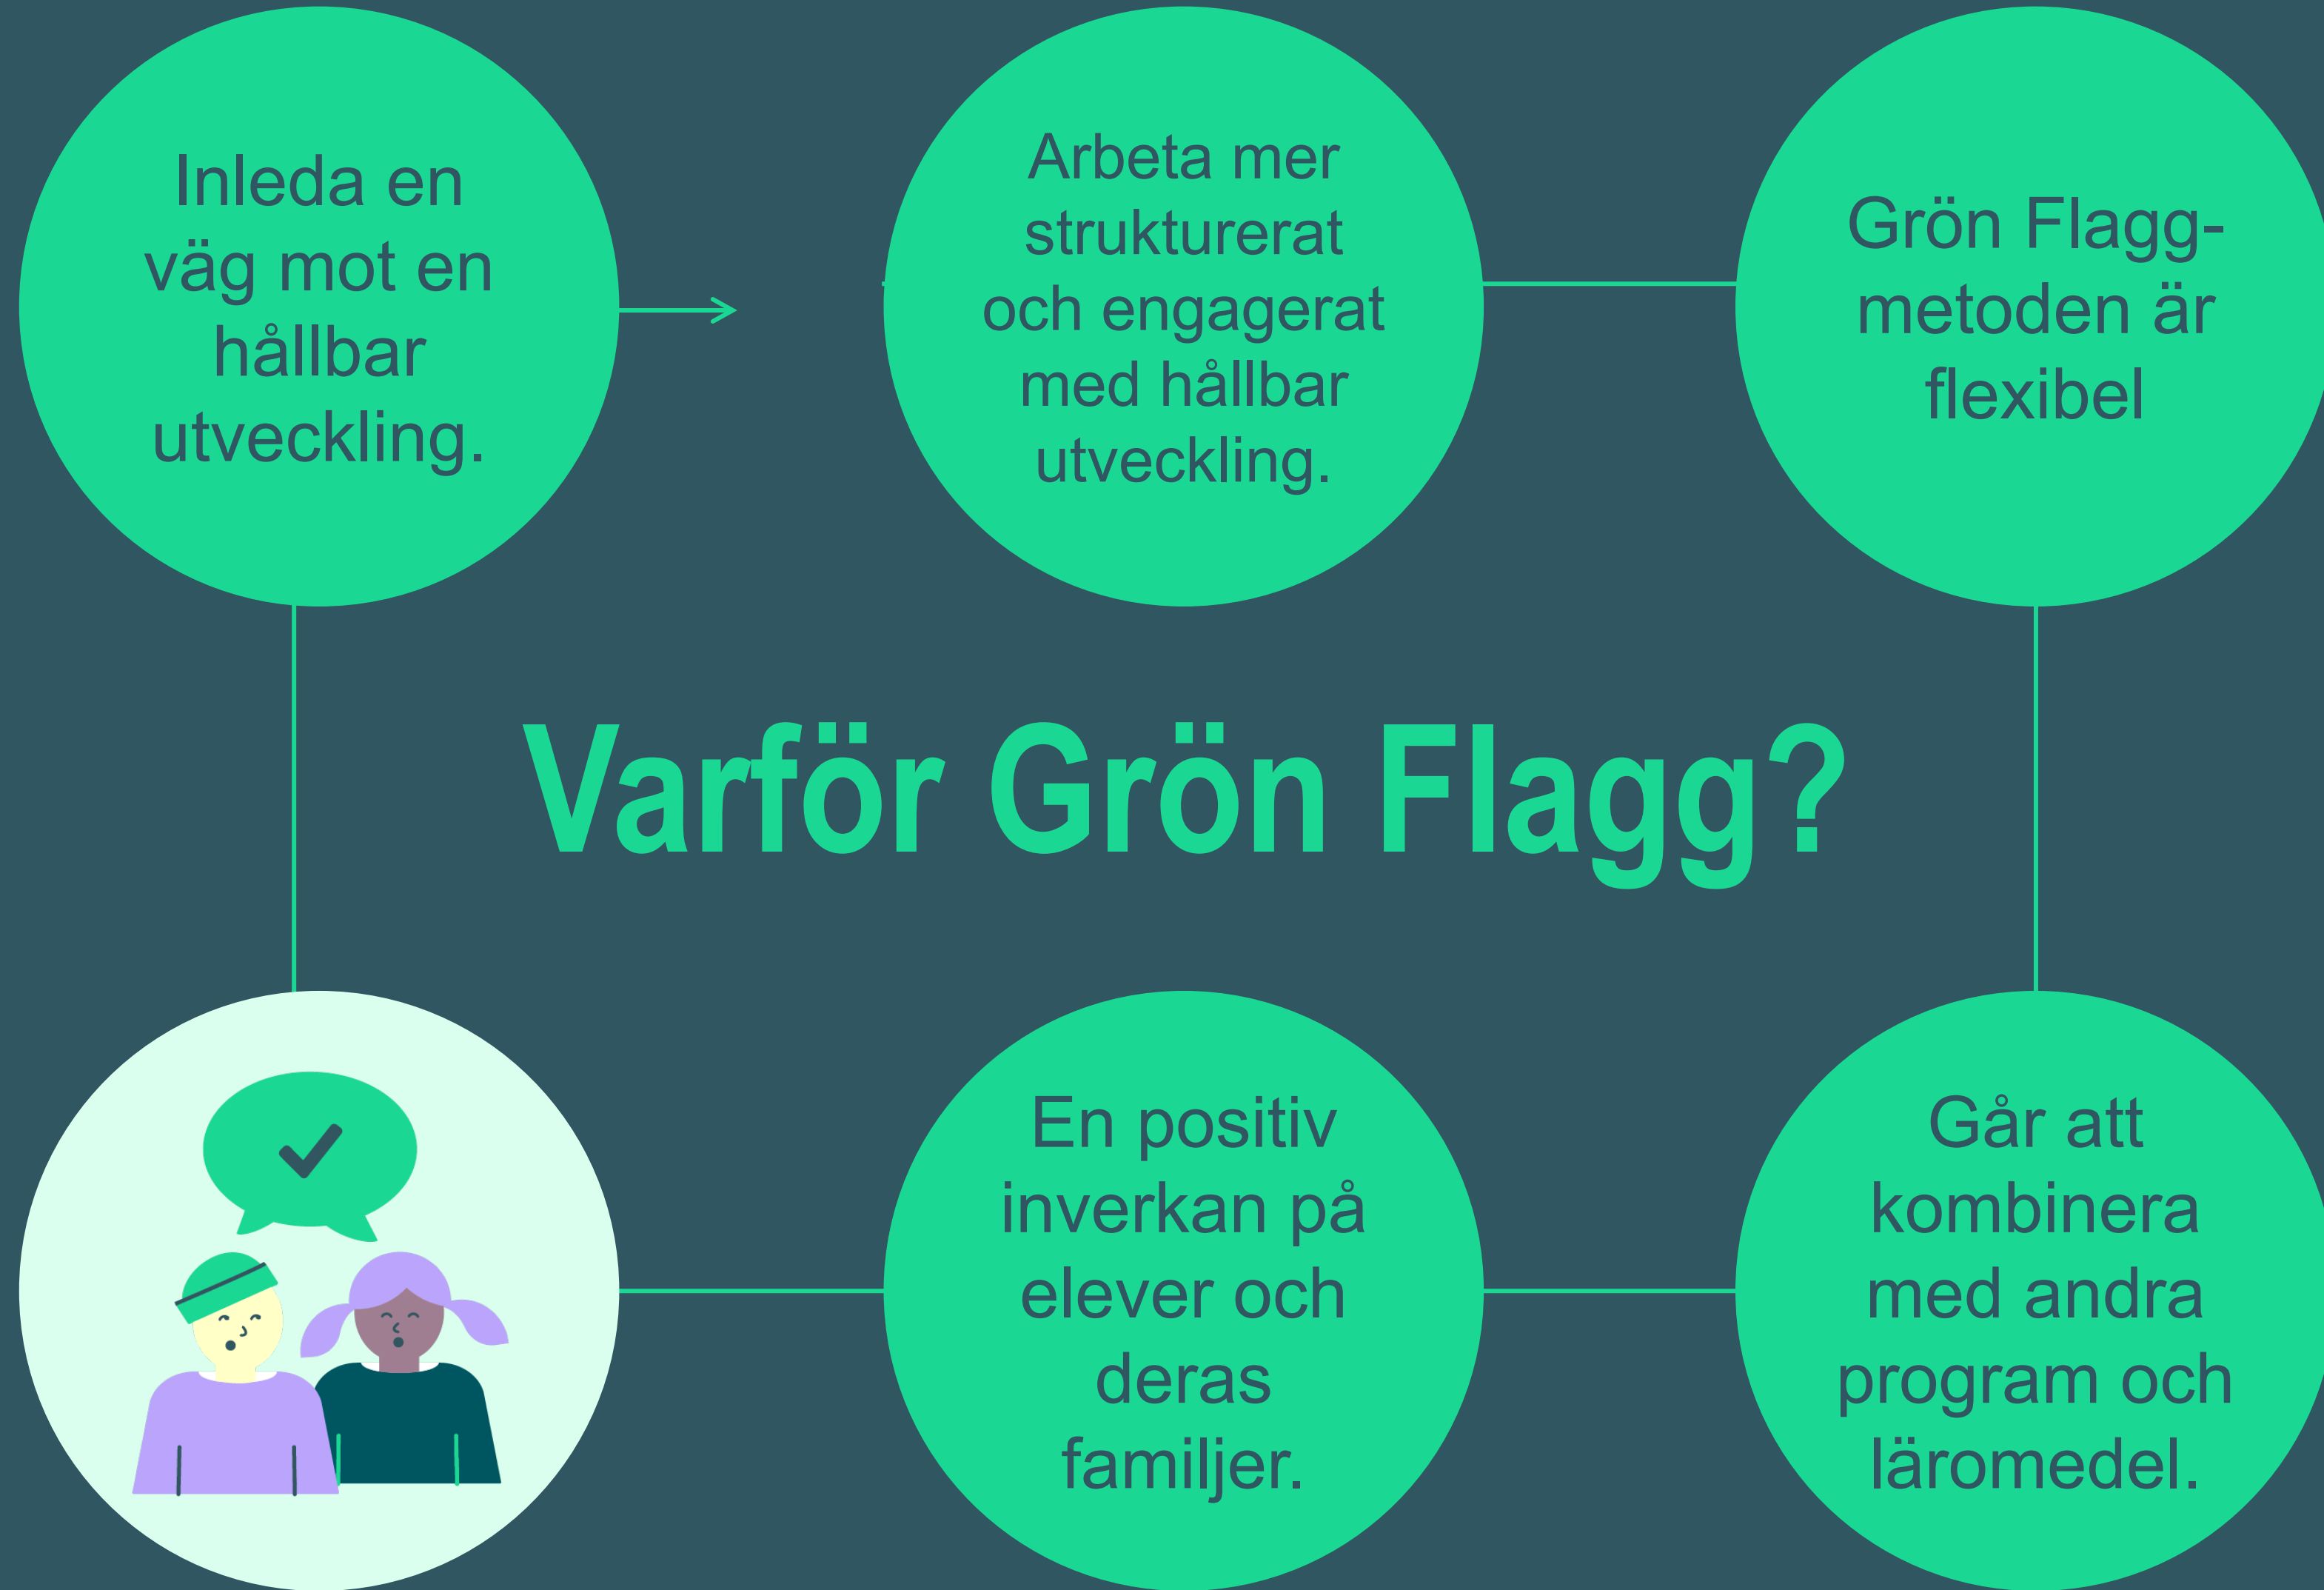 Inleda en
väg mot en
hållbar
utveckling.
Arbeta mer
strukturerat
och engagerat
med hållbar
utveckling.
Grön Flagg-
metoden är
flexibel
Varför Grön Flagg?
En positiv
inverkan på
elever och
deras
familjer.
Går att
kombinera
med andra
program och
läromedel.